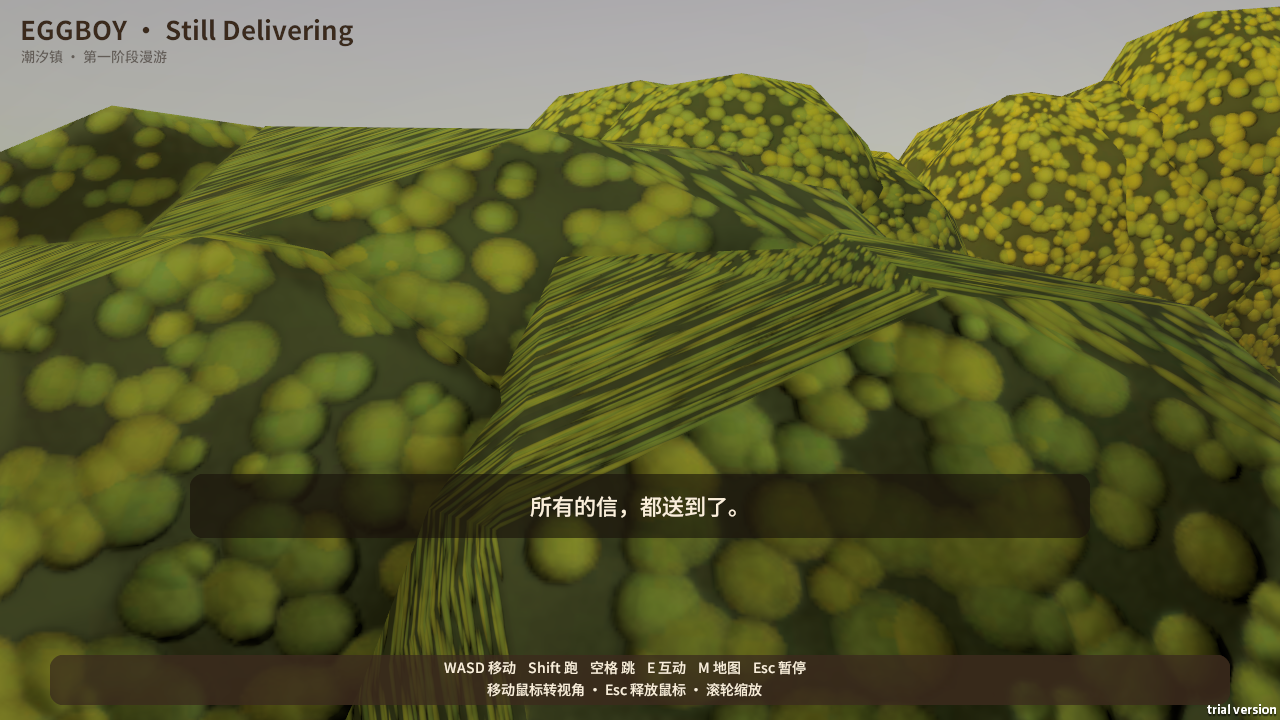 EGGBOY · Still Delivering
潮汐镇 · 第一阶段漫游
所有的信，都送到了。
WASD 移动 Shift 跑 空格 跳 E 互动 M 地图 Esc 暂停
移动鼠标转视角 · Esc 释放鼠标 · 滚轮缩放
trial version